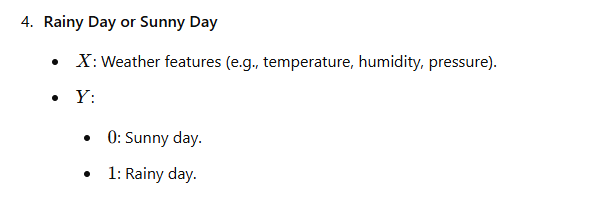 4. Rainy Day or Sunny Day
• X: Weather features (e.g., temperature, humidity, pressure).
• Y:
• 0: Sunny day.
• 1: Rainy day.